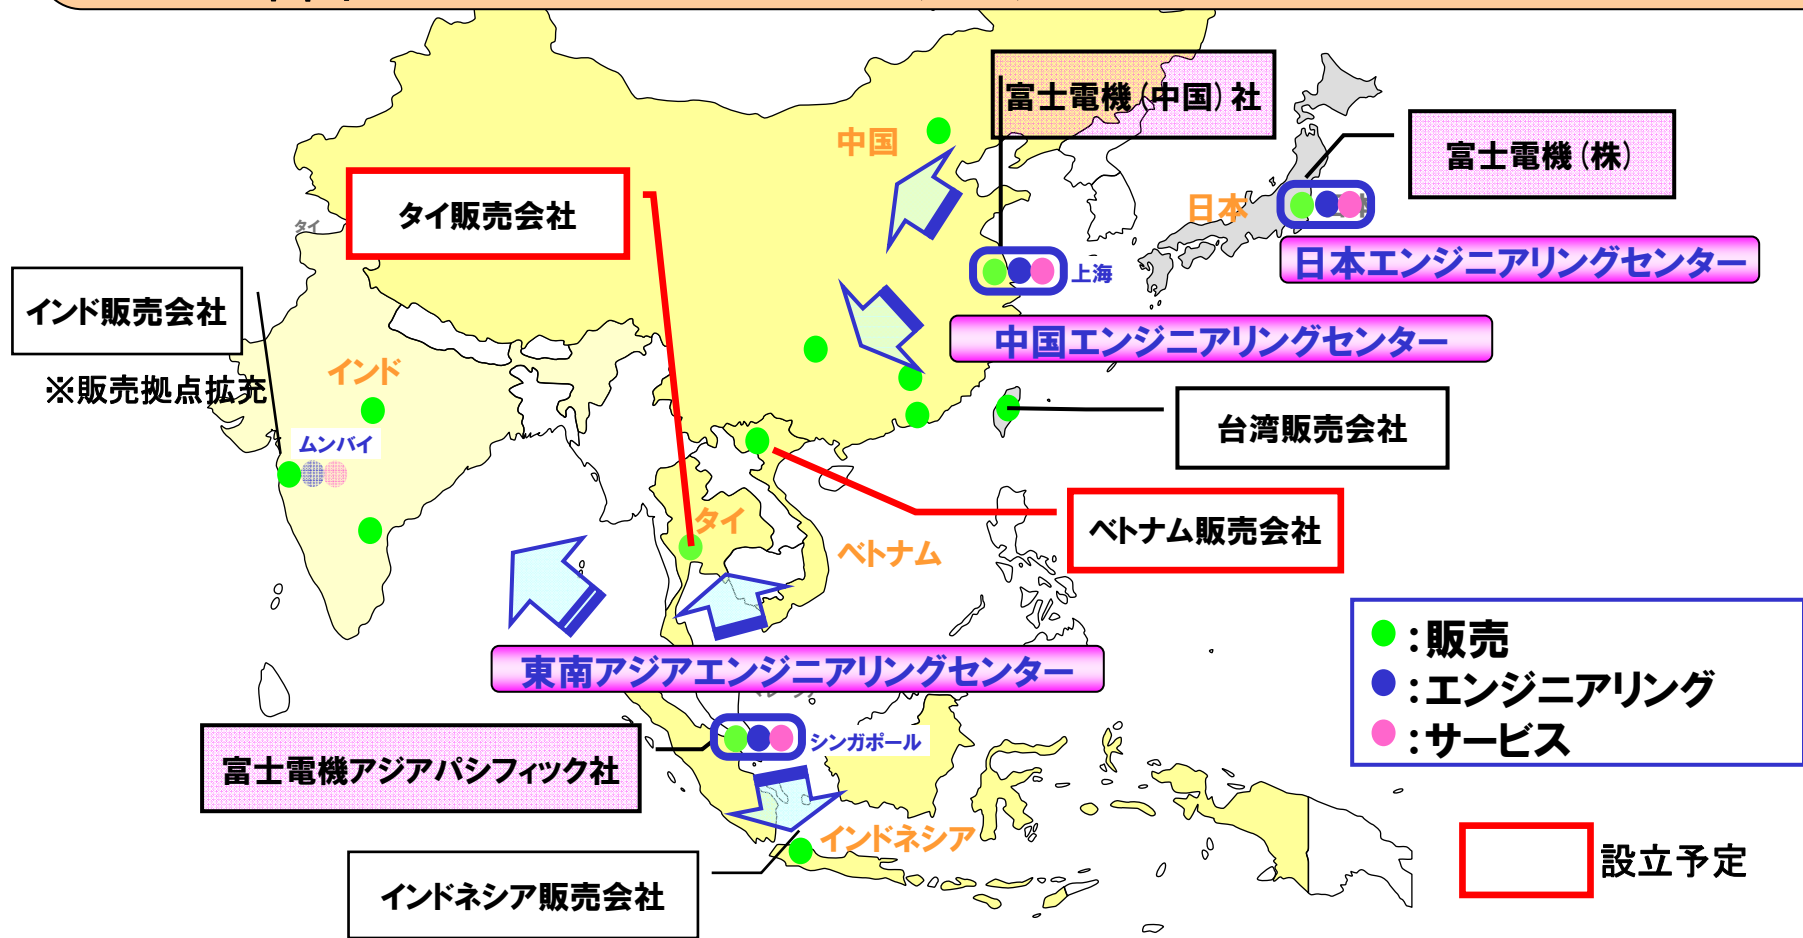 富士電機(中国)社
中国
富士電機(株)
タイ販売会社
日本
タイ
日本エンジニアリングセンター
上海
インド販売会社
中国エンジニアリングセンター
インド
※販売拠点拡充
台湾販売会社
ムンバイ
タイ
ベトナム販売会社
ベトナム
:販売
東南アジアエンジニアリングセンター
:エンジニアリング
シンガポール
:サービス
富士電機アジアパシフィック社
インドネシア
設立予定
インドネシア販売会社